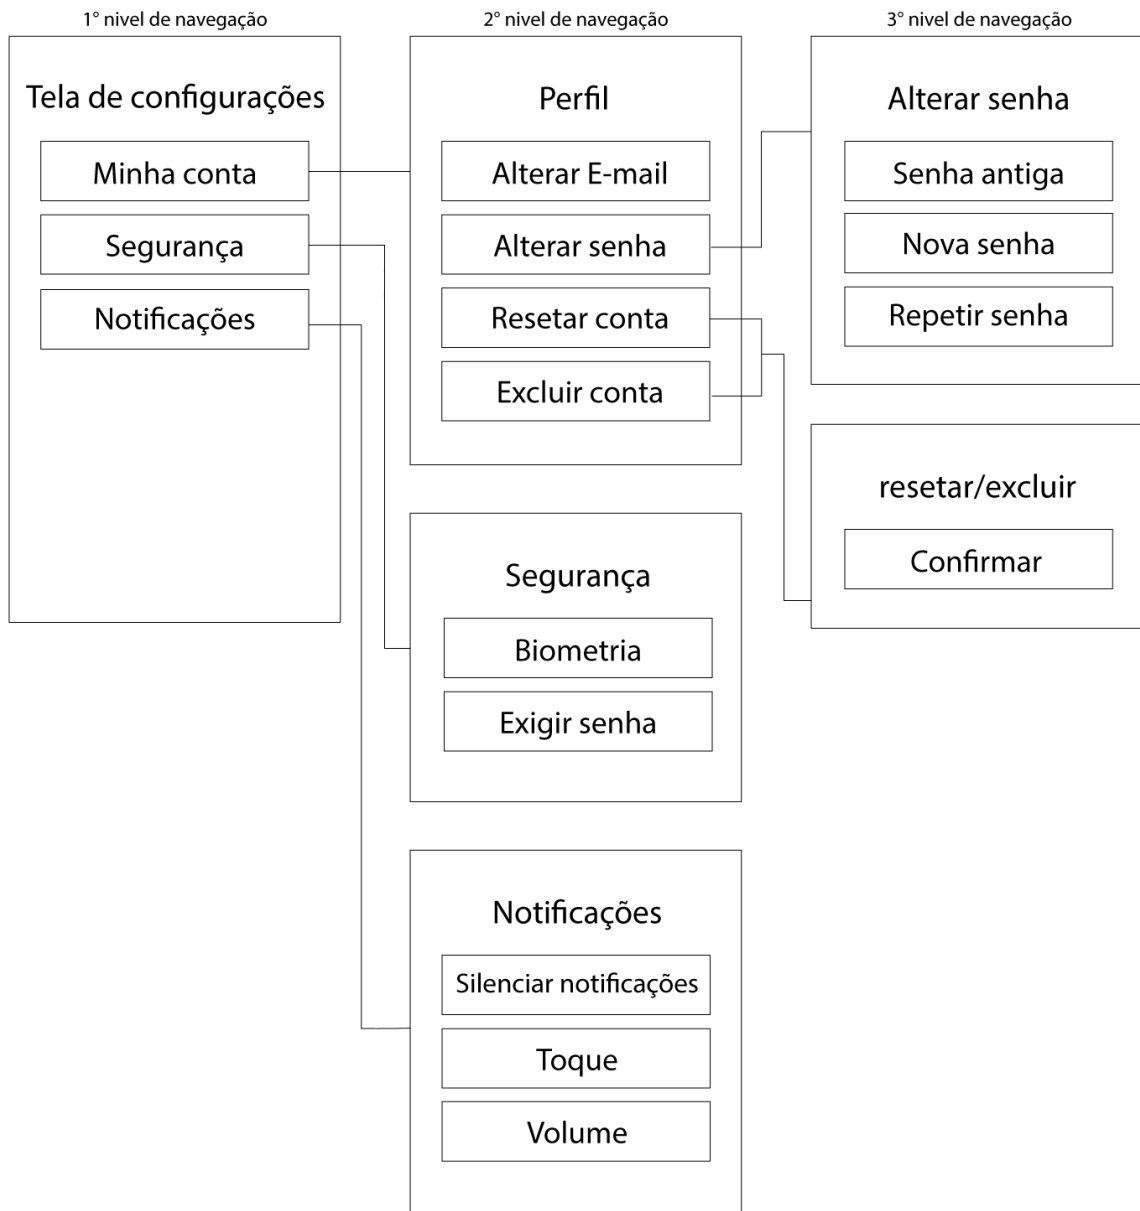 1° nivel de navegação
2° nivel de navegação
3° nivel de navegação
Tela de configurações
Minha conta
Segurança
Notificações
Perfil
Alterar E-mail
Alterar senha
Resetar conta
Excluir conta
Segurança
Biometria
Exigir senha
Notificações
Silenciar notificações
Toque
Volume
Alterar senha
Senha antiga
Nova senha
Repetir senha
resetar/excluir
Confirmar